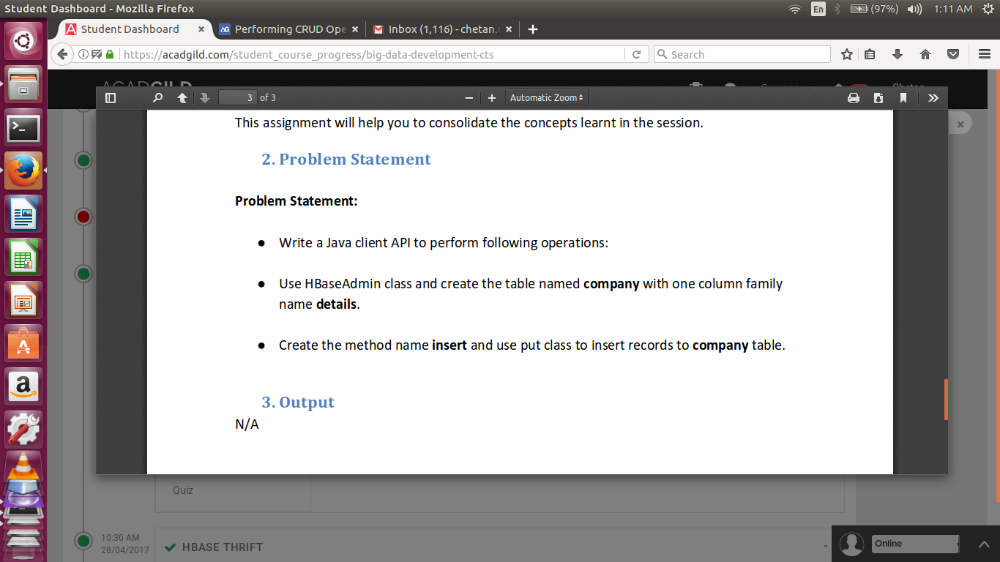 Student Dashboard - Mozilla Firefox
En
(97%)
1:11 AM
Student Dashboard
Performing CRUD Ope
Inbox (1,116) - chetan.
https://acadgild.com/student_course_progress/big-data-development-cts
Search
3 of 3
Automatic Zoom
This assignment will help you to consolidate the concepts learnt in the session.
2. Problem Statement
Problem Statement:
● Write a Java client API to perform following operations:
● Use HBaseAdmin class and create the table named company with one column family
name details.
● Create the method name insert and use put class to insert records to company table.
3. Output
N/A
Quiz
10:30 AM
28/04/2017
HBASE THRIFT
-
Online